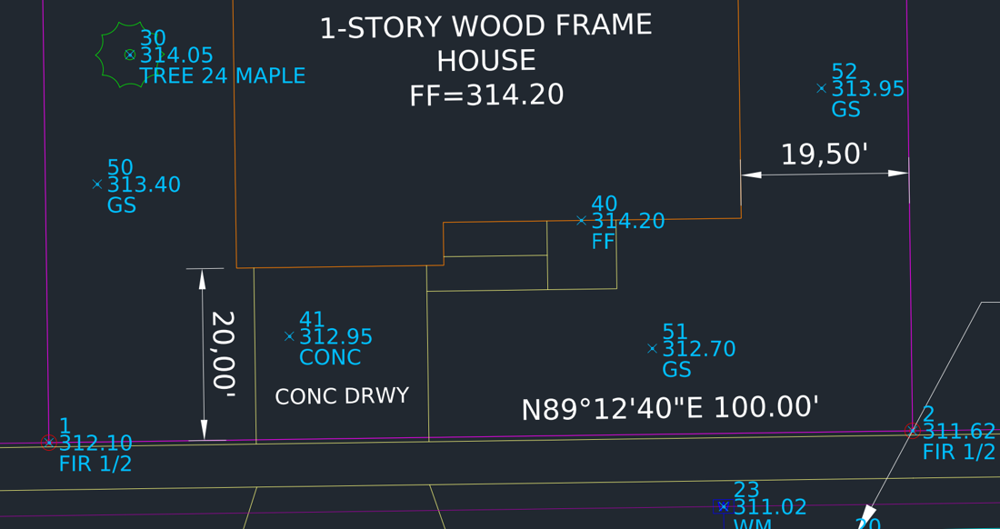 1-STORY WOOD FRAME
HOUSE
FF=314.20
30
314.05
TREE 24 MAPLE
52
313.95
GS
19,50'
50
313.40
GS
40
314.20
FF
20,00'
41
312.95
CONC
CONC DRWY
51
312.70
GS
N89°12'40"E 100.00'
1
312.10
FIR 1/2
2
311.62
FIR 1/2
23
311.02
WM
20